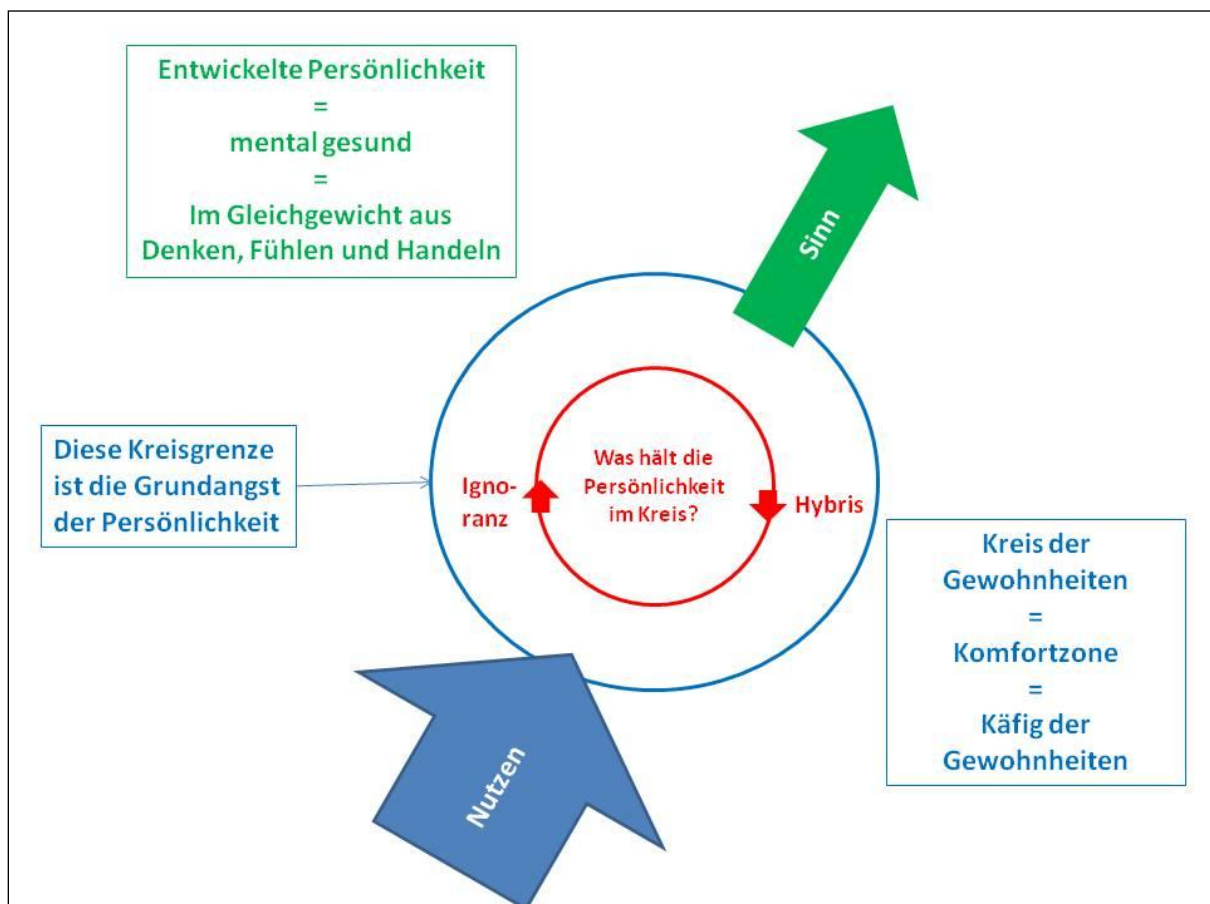 Entwickelte Persönlichkeit
=
mental gesund
=
Im Gleichgewicht aus
Denken, Fühlen und Handeln
Sinn
Diese Kreisgrenze
ist die Grundangst
der Persönlichkeit
Igno-
ranz
Was hält die
Persönlichkeit
im Kreis?
Hybris
Kreis der
Gewohnheiten
=
Komfortzone
=
Käfig der
Gewohnheiten
Nutzen